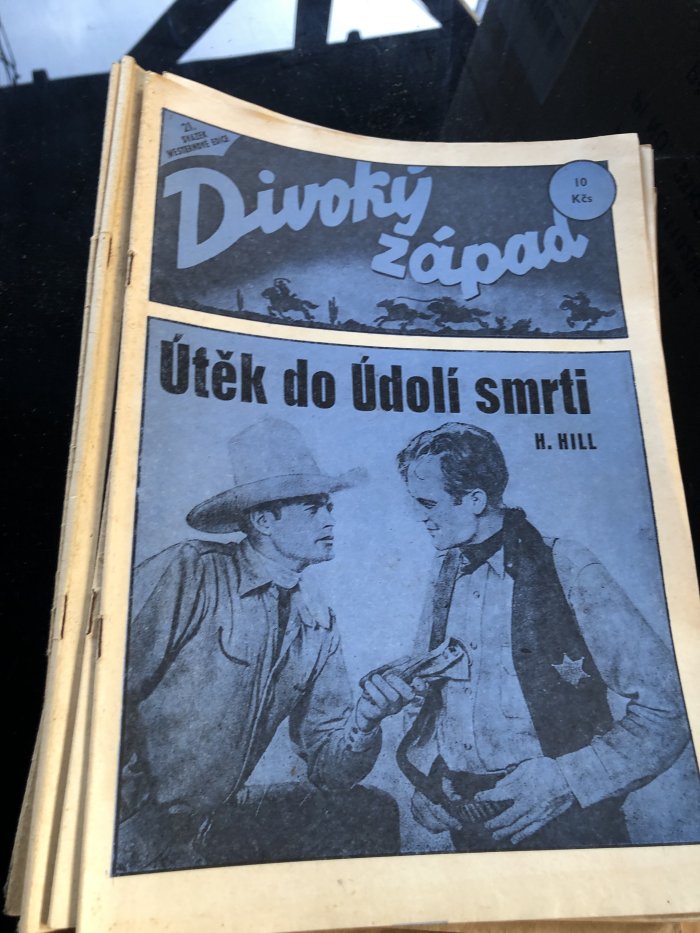 21.
SVAZEK
WESTERNOVÉ EDICE
Divoký
západ
10
Kčs
Útěk do Údolí smrti
H. HILL